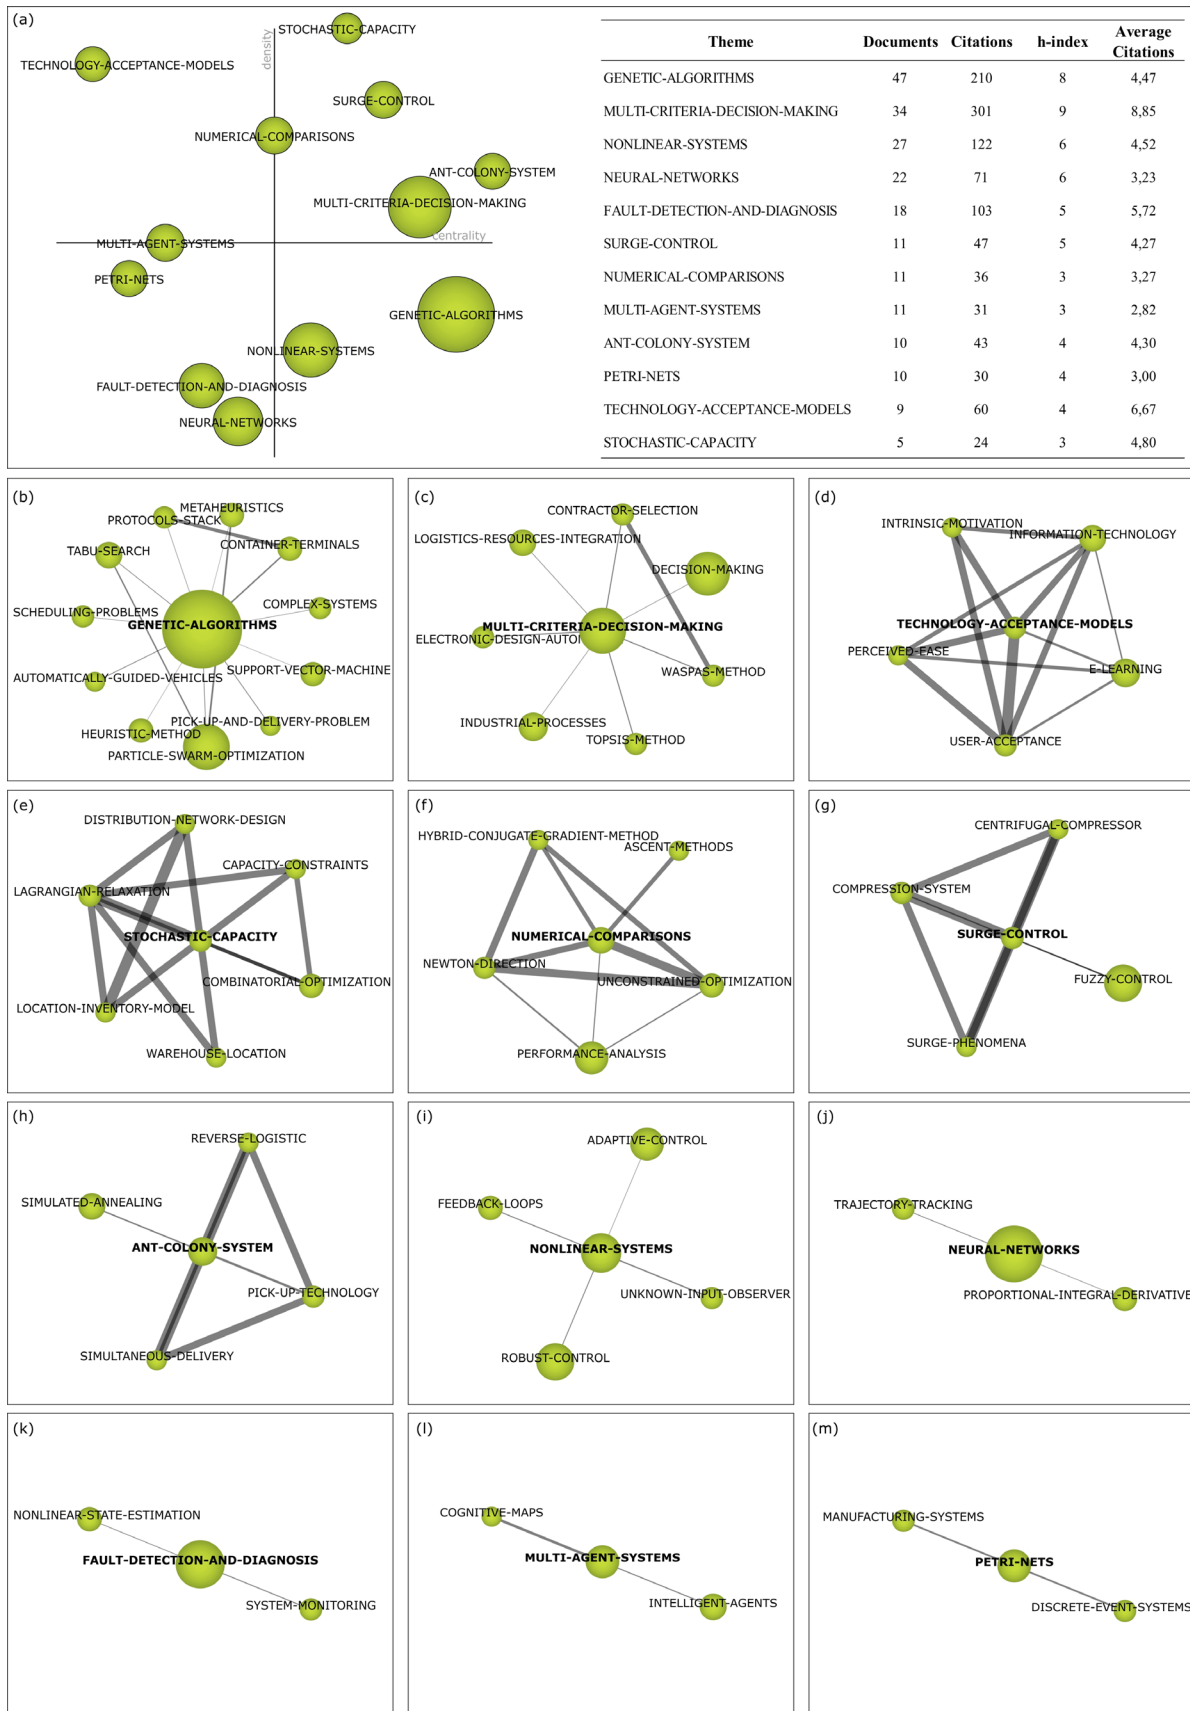 (a)
STOCHASTIC-CAPACITY
density
TECHNOLOGY-ACCEPTANCE-MODELS
SURGE-CONTROL
NUMERICAL-COMPARISONS
ANT-COLONY-SYSTEM
MULTI-CRITERIA-DECISION-MAKING
centrality
MULTI-AGENT-SYSTEMS
PETRI-NETS
GENETIC-ALGORITHMS
NONLINEAR-SYSTEMS
FAULT-DETECTION-AND-DIAGNOSIS
NEURAL-NETWORKS
Theme Documents Citations h-index Average Citations
GENETIC-ALGORITHMS 47 210 8 4,47
MULTI-CRITERIA-DECISION-MAKING 34 301 9 8,85
NONLINEAR-SYSTEMS 27 122 6 4,52
NEURAL-NETWORKS 22 71 6 3,23
FAULT-DETECTION-AND-DIAGNOSIS 18 103 5 5,72
SURGE-CONTROL 11 47 5 4,27
NUMERICAL-COMPARISONS 11 36 3 3,27
MULTI-AGENT-SYSTEMS 11 31 3 2,82
ANT-COLONY-SYSTEM 10 43 4 4,30
PETRI-NETS 10 30 4 3,00
TECHNOLOGY-ACCEPTANCE-MODELS 9 60 4 6,67
STOCHASTIC-CAPACITY 5 24 3 4,80
(b)
METAHEURISTICS
PROTOCOLS-STACK
CONTAINER-TERMINALS
TABU-SEARCH
COMPLEX-SYSTEMS
SCHEDULING-PROBLEMS
GENETIC-ALGORITHMS
SUPPORT-VECTOR-MACHINE
AUTOMATICALLY-GUIDED-VEHICLES
PICK-UP-AND-DELIVERY-PROBLEM
HEURISTIC-METHOD
PARTICLE-SWARM-OPTIMIZATION
(c)
CONTRACTOR-SELECTION
LOGISTICS-RESOURCES-INTEGRATION
DECISION-MAKING
MULTI-CRITERIA-DECISION-MAKING
ELECTRONIC-DESIGN-AUTOM
WASPAS-METHOD
INDUSTRIAL-PROCESSES
TOPSIS-METHOD
(d)
INTRINSIC-MOTIVATION
INFORMATION-TECHNOLOGY
TECHNOLOGY-ACCEPTANCE-MODELS
PERCEIVED-EASE
E-LEARNING
USER-ACCEPTANCE
(e)
DISTRIBUTION-NETWORK-DESIGN
CAPACITY-CONSTRAINTS
LAGRANGIAN-RELAXATION
STOCHASTIC-CAPACITY
COMBINATORIAL-OPTIMIZATION
LOCATION-INVENTORY-MODEL
WAREHOUSE-LOCATION
(f)
HYBRID-CONJUGATE-GRADIENT-METHOD
ASCENT-METHODS
NUMERICAL-COMPARISONS
NEWTON-DIRECTION
UNCONSTRAINED-OPTIMIZATION
PERFORMANCE-ANALYSIS
(g)
CENTRIFUGAL-COMPRESSOR
COMPRESSION-SYSTEM
SURGE-CONTROL
FUZZY-CONTROL
SURGE-PHENOMENA
(h)
REVERSE-LOGISTIC
SIMULATED-ANNEALING
ANT-COLONY-SYSTEM
PICK-UP-TECHNOLOGY
SIMULTANEOUS-DELIVERY
(i)
ADAPTIVE-CONTROL
FEEDBACK-LOOPS
NONLINEAR-SYSTEMS
UNKNOWN-INPUT-OBSERVER
ROBUST-CONTROL
(j)
TRAJECTORY-TRACKING
NEURAL-NETWORKS
PROPORTIONAL-INTEGRAL-DERIVATIVE
(k)
NONLINEAR-STATE-ESTIMATION
FAULT-DETECTION-AND-DIAGNOSIS
SYSTEM-MONITORING
(l)
COGNITIVE-MAPS
MULTI-AGENT-SYSTEMS
INTELLIGENT-AGENTS
(m)
MANUFACTURING-SYSTEMS
PETRI-NETS
DISCRETE-EVENT-SYSTEMS